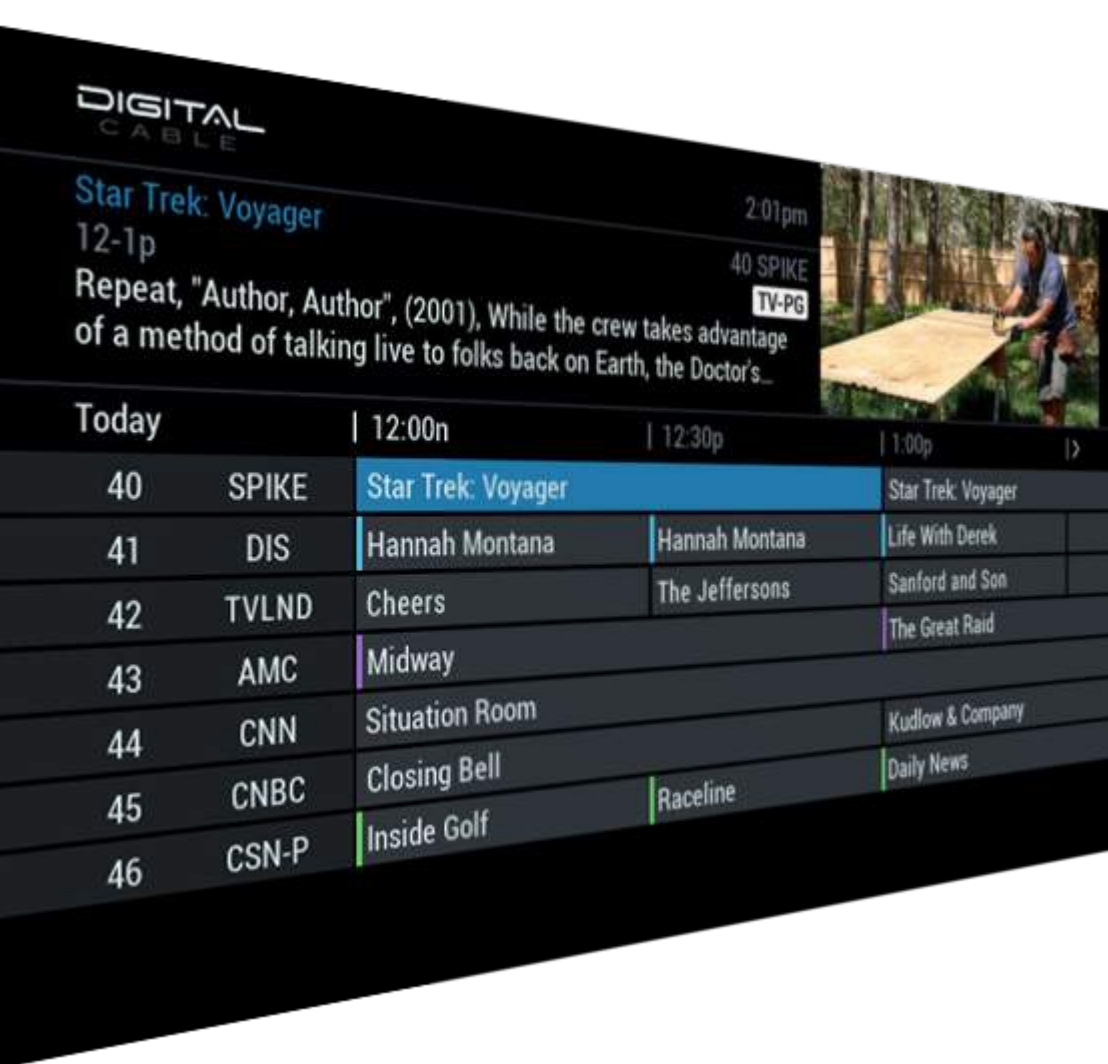 DIGITAL
CABLE
2:01pm
Star Trek: Voyager
12-1p
40 SPIKE
TV-PG
Repeat, "Author, Author", (2001), While the crew takes advantage
of a method of talking live to folks back on Earth, the Doctor's...
Today | 12:00n | 12:30p | 1:00p
40 SPIKE Star Trek: Voyager Star Trek: Voyager
41 DIS Hannah Montana Hannah Montana Life With Derek
42 TVLND Cheers The Jeffersons Sanford and Son
43 AMC Midway The Great Raid
44 CNN Situation Room
45 CNBC Closing Bell Kudlow & Company
46 CSN-P Inside Golf Raceline Daily News